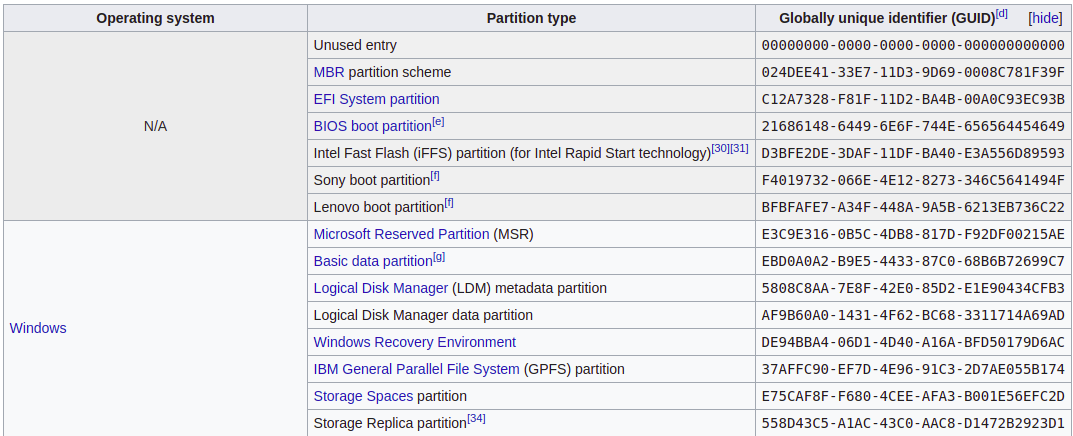 Operating system Partition type Globally unique identifier (GUID)[d] [hide]
N/A
Unused entry 00000000-0000-0000-0000-000000000000
MBR partition scheme 024DEE41-33E7-11D3-9D69-0008C781F39F
EFI System partition C12A7328-F81F-11D2-BA4B-00A0C93EC93B
BIOS boot partition[e] 21686148-6449-6E6F-744E-656564454649
Intel Fast Flash (iFFS) partition (for Intel Rapid Start technology)[30][31] D3BFE2DE-3DAF-11DF-BA40-E3A556D89593
Sony boot partition[f] F4019732-066E-4E12-8273-346C5641494F
Lenovo boot partition[f] BFBFAFE7-A34F-448A-9A5B-6213EB736C22
Windows
Microsoft Reserved Partition (MSR) E3C9E316-0B5C-4DB8-817D-F92DF00215AE
Basic data partition[g] EBD0A0A2-B9E5-4433-87C0-68B6B72699C7
Logical Disk Manager (LDM) metadata partition 5808C8AA-7E8F-42E0-85D2-E1E90434CFB3
Logical Disk Manager data partition AF9B60A0-1431-4F62-BC68-3311714A69AD
Windows Recovery Environment DE94BBA4-06D1-4D40-A16A-BFD50179D6AC
IBM General Parallel File System (GPFS) partition 37AFFC90-EF7D-4E96-91C3-2D7AE055B174
Storage Spaces partition E75CAF8F-F680-4CEE-AFA3-B001E56EFC2D
Storage Replica partition[34] 558D43C5-A1AC-43C0-AAC8-D1472B2923D1